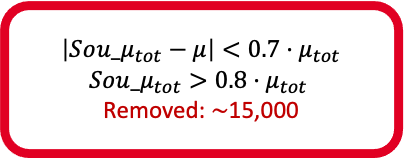 |Sou_μ_tot − μ| < 0.7 · μ_tot
Sou_μ_tot > 0.8 · μ_tot
Removed: ~15,000